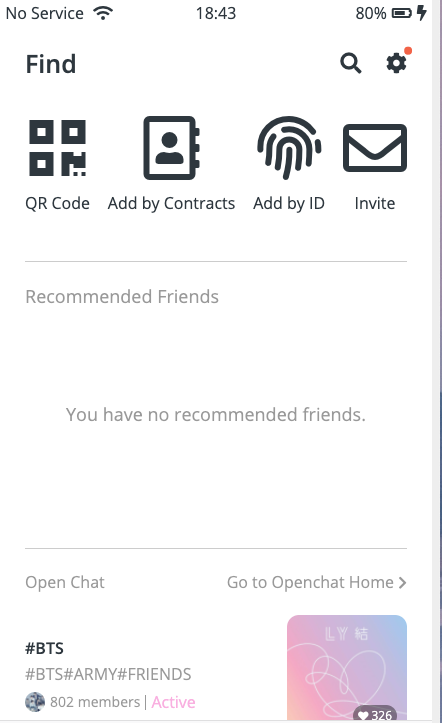 No Service 18:43 80%
Find
QR Code Add by Contracts Add by ID Invite
Recommended Friends
You have no recommended friends.
Open Chat Go to Openchat Home
LY 結
#BTS
#BTS#ARMY#FRIENDS
802 members Active
326